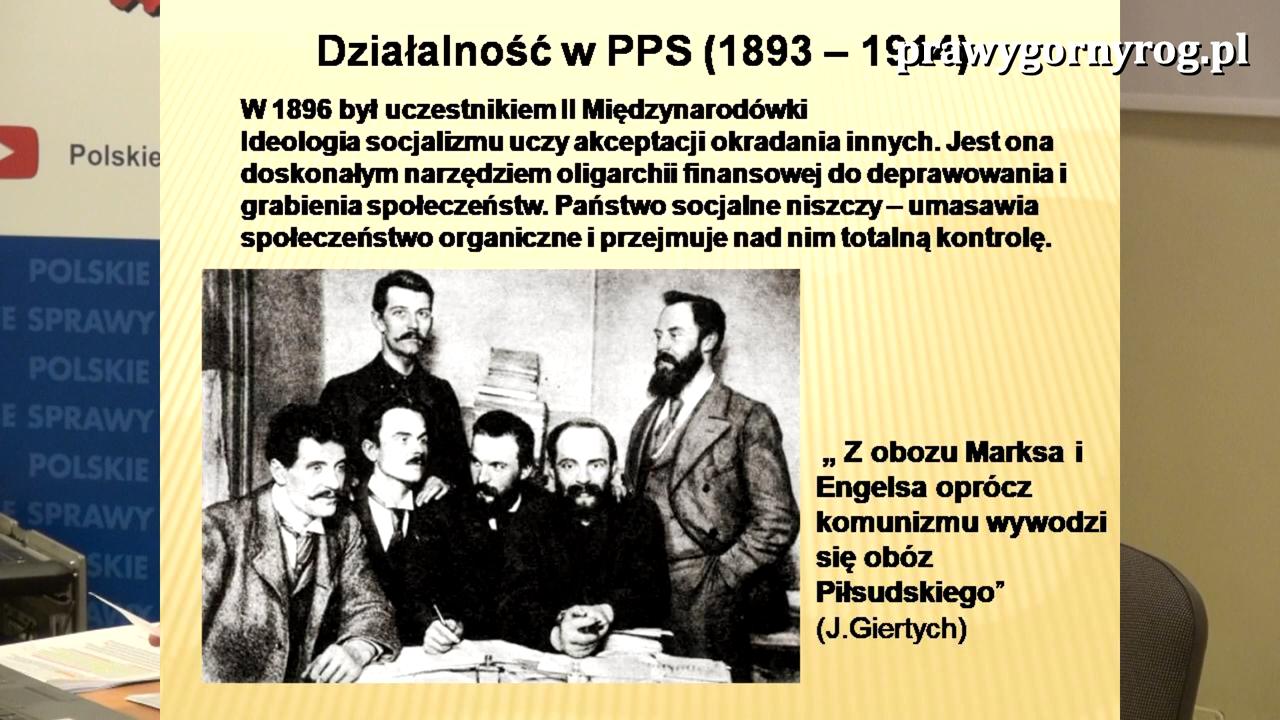 Działalność w PPS (1893 – 1914)
prawygornyrog.pl
W 1896 był uczestnikiem II Międzynarodówki
Ideologia socjalizmu uczy akceptacji okradania innych. Jest ona
doskonałym narzędziem oligarchii finansowej do deprawowania i
grabienia społeczeństw. Państwo socjalne niszczy – umasawia
społeczeństwo organiczne i przejmuje nad nim totalną kontrolę.
„ Z obozu Marksa i
Engelsa oprócz
komunizmu wywodzi
się obóz
Piłsudskiego”
(J.Giertych)
Polskie
POLSKIE
E SPRAWY
POLSKIE
E SPRAWY
POLSKIE
E SPRAWY
SKIE